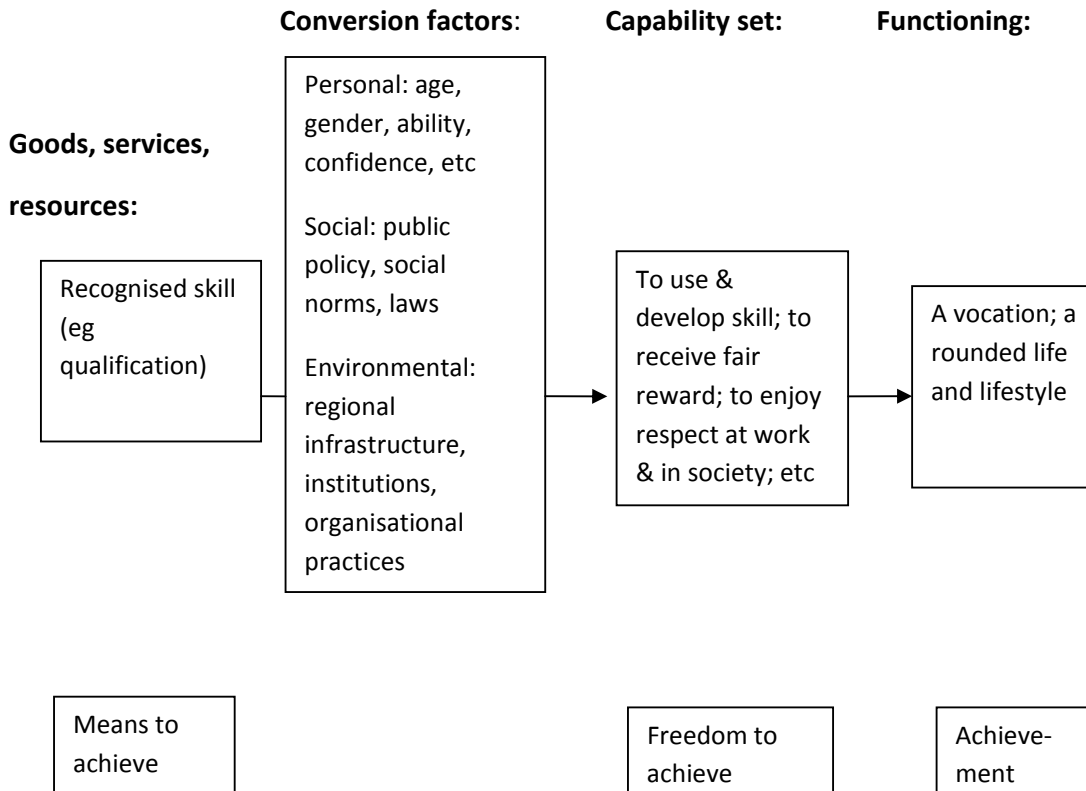 Conversion factors:
Capability set:
Functioning:
Goods, services,
resources:
Recognised skill
(eg
qualification)
Personal: age,
gender, ability,
confidence, etc
Social: public
policy, social
norms, laws
Environmental:
regional
infrastructure,
institutions,
organisational
practices
To use &
develop skill; to
receive fair
reward; to enjoy
respect at work
& in society; etc
A vocation; a
rounded life
and lifestyle
Means to
achieve
Freedom to
achieve
Achieve-
ment